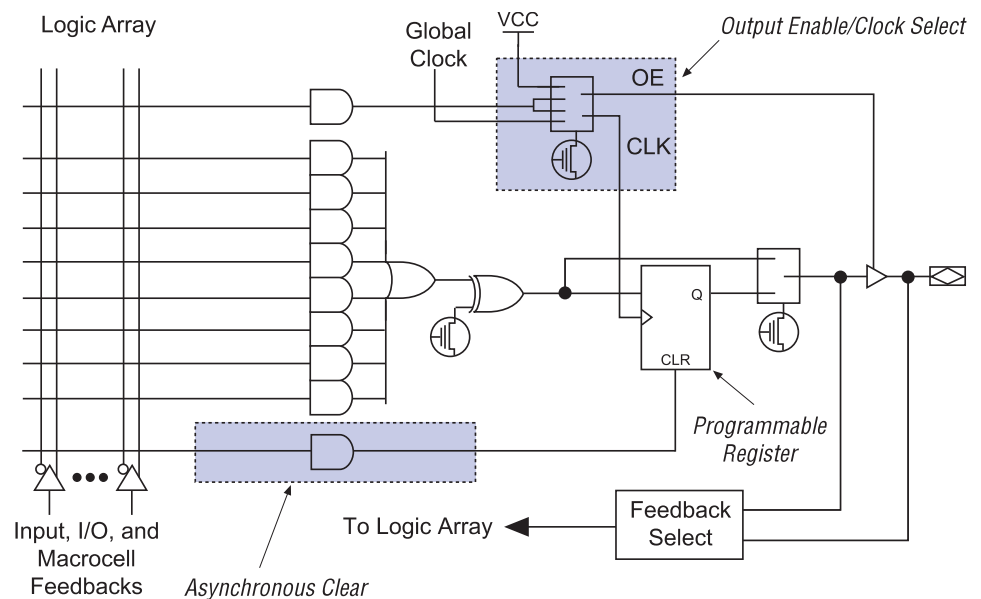 Logic Array
Global
Clock
VCC
Output Enable/Clock Select
OE
CLK
Q
CLR
Programmable
Register
Feedback
Select
To Logic Array
Input, I/O, and
Macrocell
Feedbacks
Asynchronous Clear